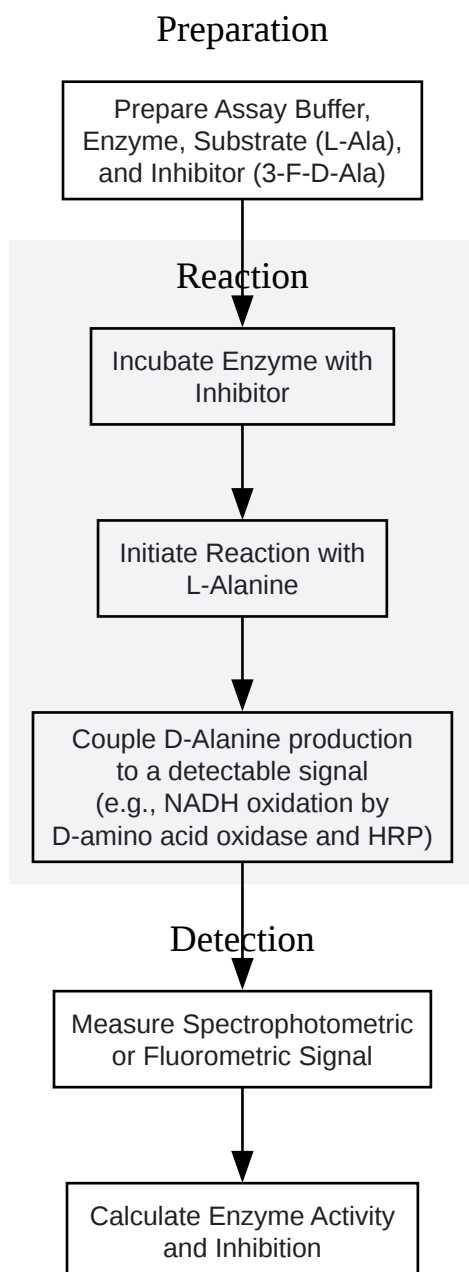 Preparation
Prepare Assay Buffer,
Enzyme, Substrate (L-Ala),
and Inhibitor (3-F-D-Ala)
Reaction
Incubate Enzyme with
Inhibitor
Initiate Reaction with
L-Alanine
Couple D-Alanine production
to a detectable signal
(e.g., NADH oxidation by
D-amino acid oxidase and HRP)
Detection
Measure Spectrophotometric
or Fluorometric Signal
Calculate Enzyme Activity
and Inhibition